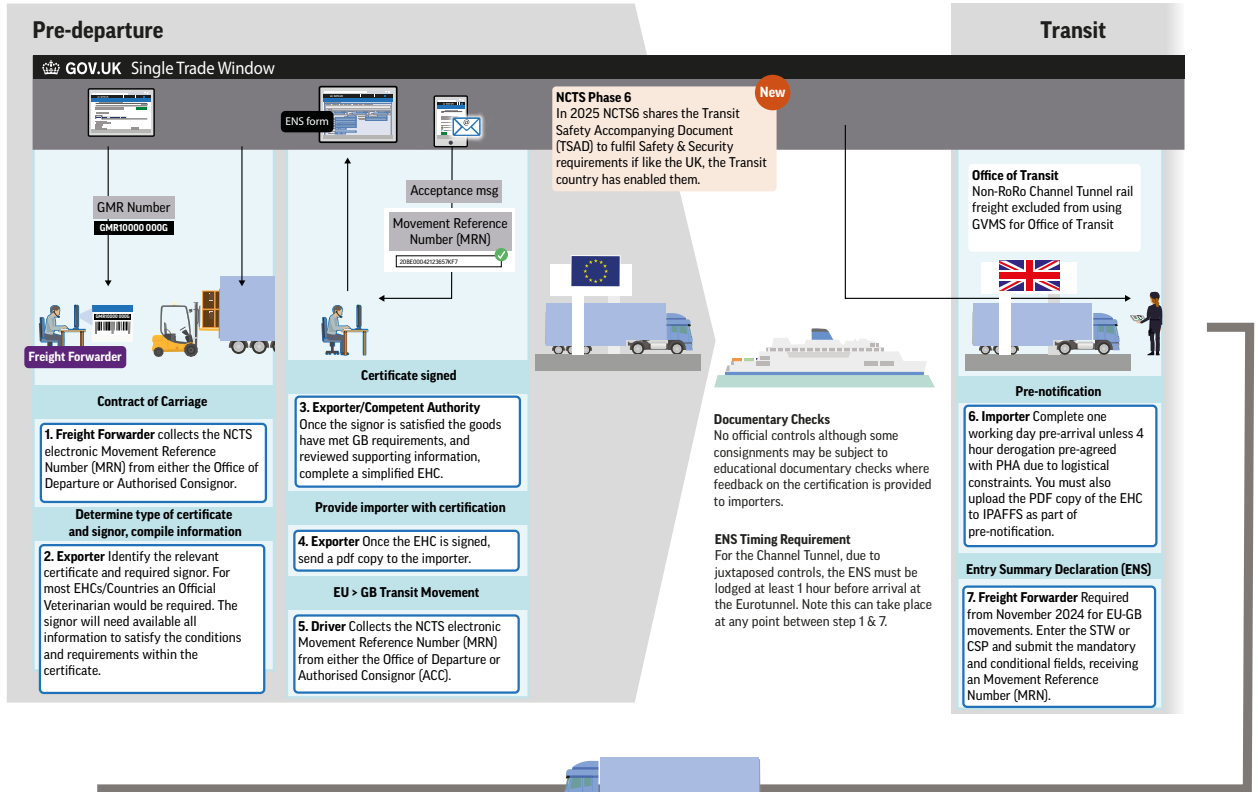 Pre-departure
Transit
GOV.UK Single Trade Window
ENS form
New
NCTS Phase 6
In 2025 NCTS6 shares the Transit
Safety Accompanying Document
(TSAD) to fulfil Safety & Security
requirements if like the UK, the Transit
country has enabled them.
GMR Number
GMR10000 000G
Acceptance msg
Movement Reference
Number (MRN)
20BE00042123657KF7
Office of Transit
Non-RoRo Channel Tunnel rail
freight excluded from using
GVMS for Office of Transit
GMR10000 000G
Freight Forwarder
Contract of Carriage
1. Freight Forwarder collects the NCTS
electronic Movement Reference
Number (MRN) from either the Office of
Departure or Authorised Consignor.
Determine type of certificate
and signor, compile information
2. Exporter Identify the relevant
certificate and required signor. For
most EHCs/Countries an Official
Veterinarian would be required. The
signor will need available all
information to satisfy the conditions
and requirements within the
certificate.
Certificate signed
3. Exporter/Competent Authority
Once the signor is satisfied the goods
have met GB requirements, and
reviewed supporting information,
complete a simplified EHC.
Provide importer with certification
4. Exporter Once the EHC is signed,
send a pdf copy to the importer.
EU > GB Transit Movement
5. Driver Collects the NCTS electronic
Movement Reference Number (MRN)
from either the Office of Departure or
Authorised Consignor (ACC).
Documentary Checks
No official controls although some
consignments may be subject to
educational documentary checks where
feedback on the certification is provided
to importers.
ENS Timing Requirement
For the Channel Tunnel, due to
juxtaposed controls, the ENS must be
lodged at least 1 hour before arrival at
the Eurotunnel. Note this can take place
at any point between step 1 & 7.
Pre-notification
6. Importer Complete one
working day pre-arrival unless 4
hour derogation pre-agreed
with PHA due to logistical
constraints. You must also
upload the PDF copy of the EHC
to IPAFFS as part of
pre-notification.
Entry Summary Declaration (ENS)
7. Freight Forwarder Required
from November 2024 for EU-GB
movements. Enter the STW or
CSP and submit the mandatory
and conditional fields, receiving
an Movement Reference
Number (MRN).